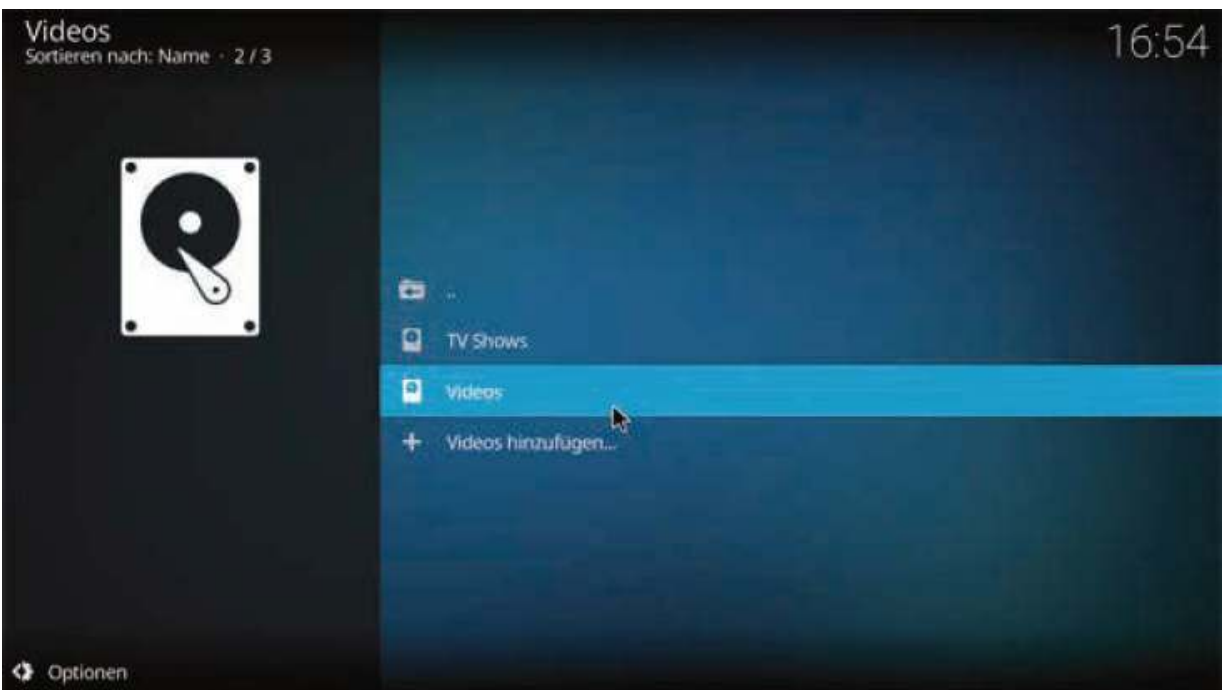 Videos
Sortieren nach: Name · 2 / 3
16:54
..
TV Shows
Videos
Videos hinzufügen...
Optionen